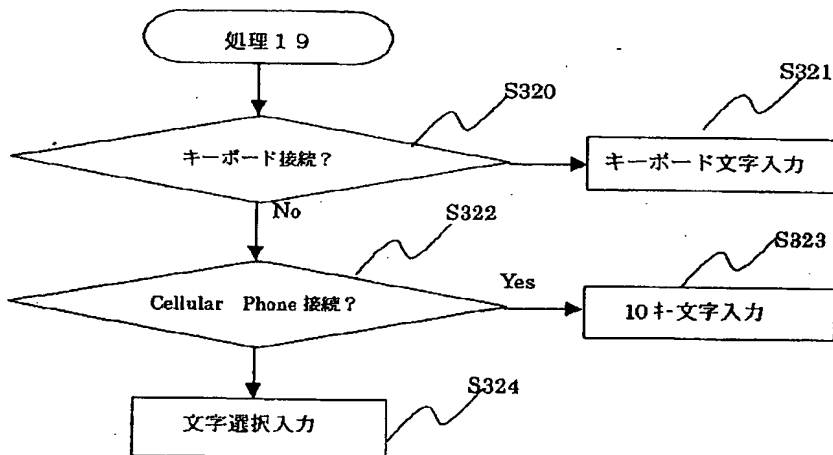 処理１９
S320
S321
キーボード接続？
キーボード文字入力
No
S322
S323
Cellular Phone 接続？
Yes
10ｷｰ文字入力
S324
文字選択入力